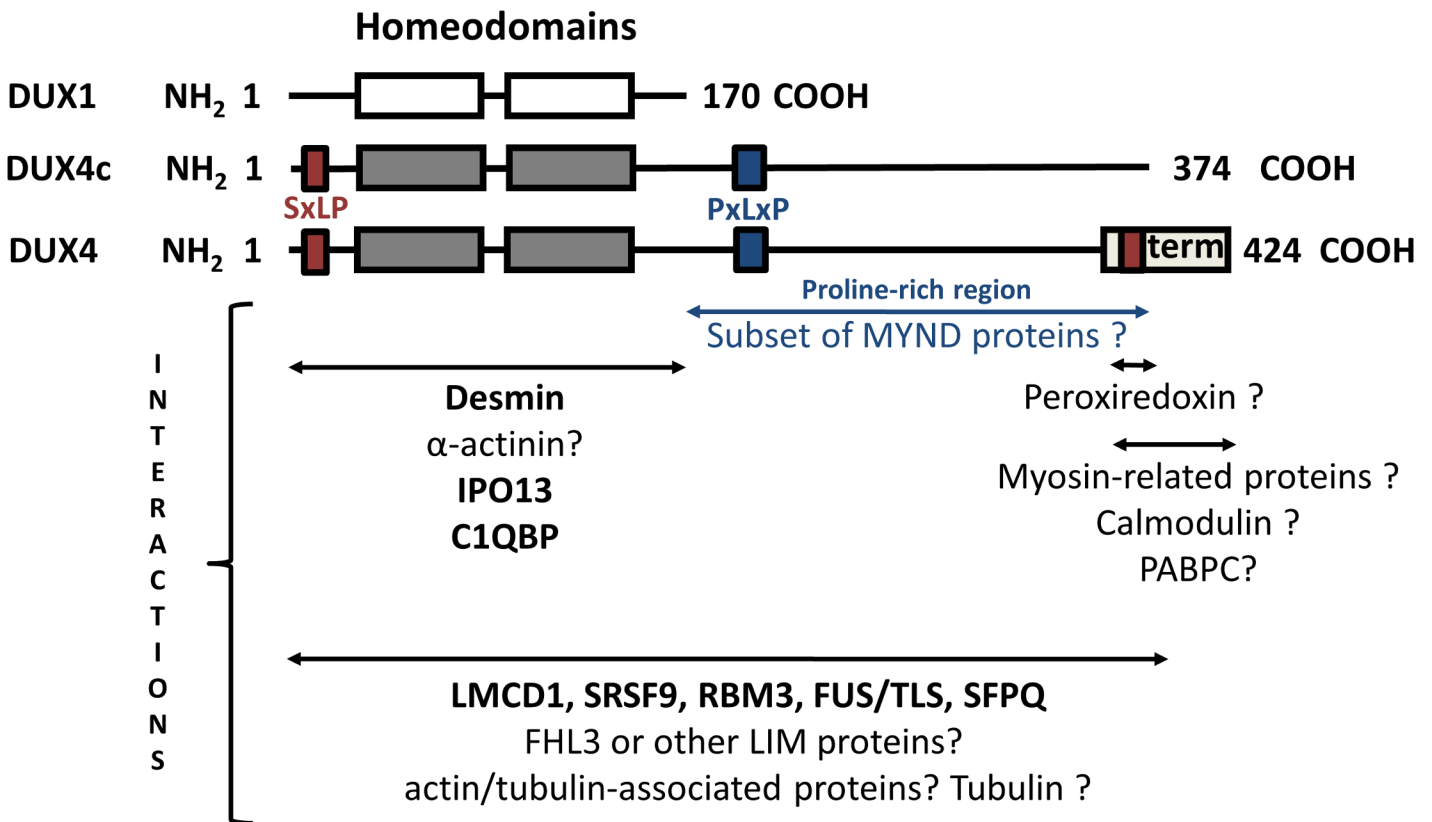 Homeodomains
DUX1 NH2 1 170 COOH
DUX4c NH2 1 374 COOH
SxLP PxLxP
DUX4 NH2 1 term 424 COOH
Proline-rich region
Subset of MYND proteins ?
INTERACTIONS
Desmin
α-actinin?
IPO13
C1QBP
Peroxiredoxin ?
Myosin-related proteins ?
Calmodulin ?
PABPC?
LMCD1, SRSF9, RBM3, FUS/TLS, SFPQ
FHL3 or other LIM proteins?
actin/tubulin-associated proteins? Tubulin ?